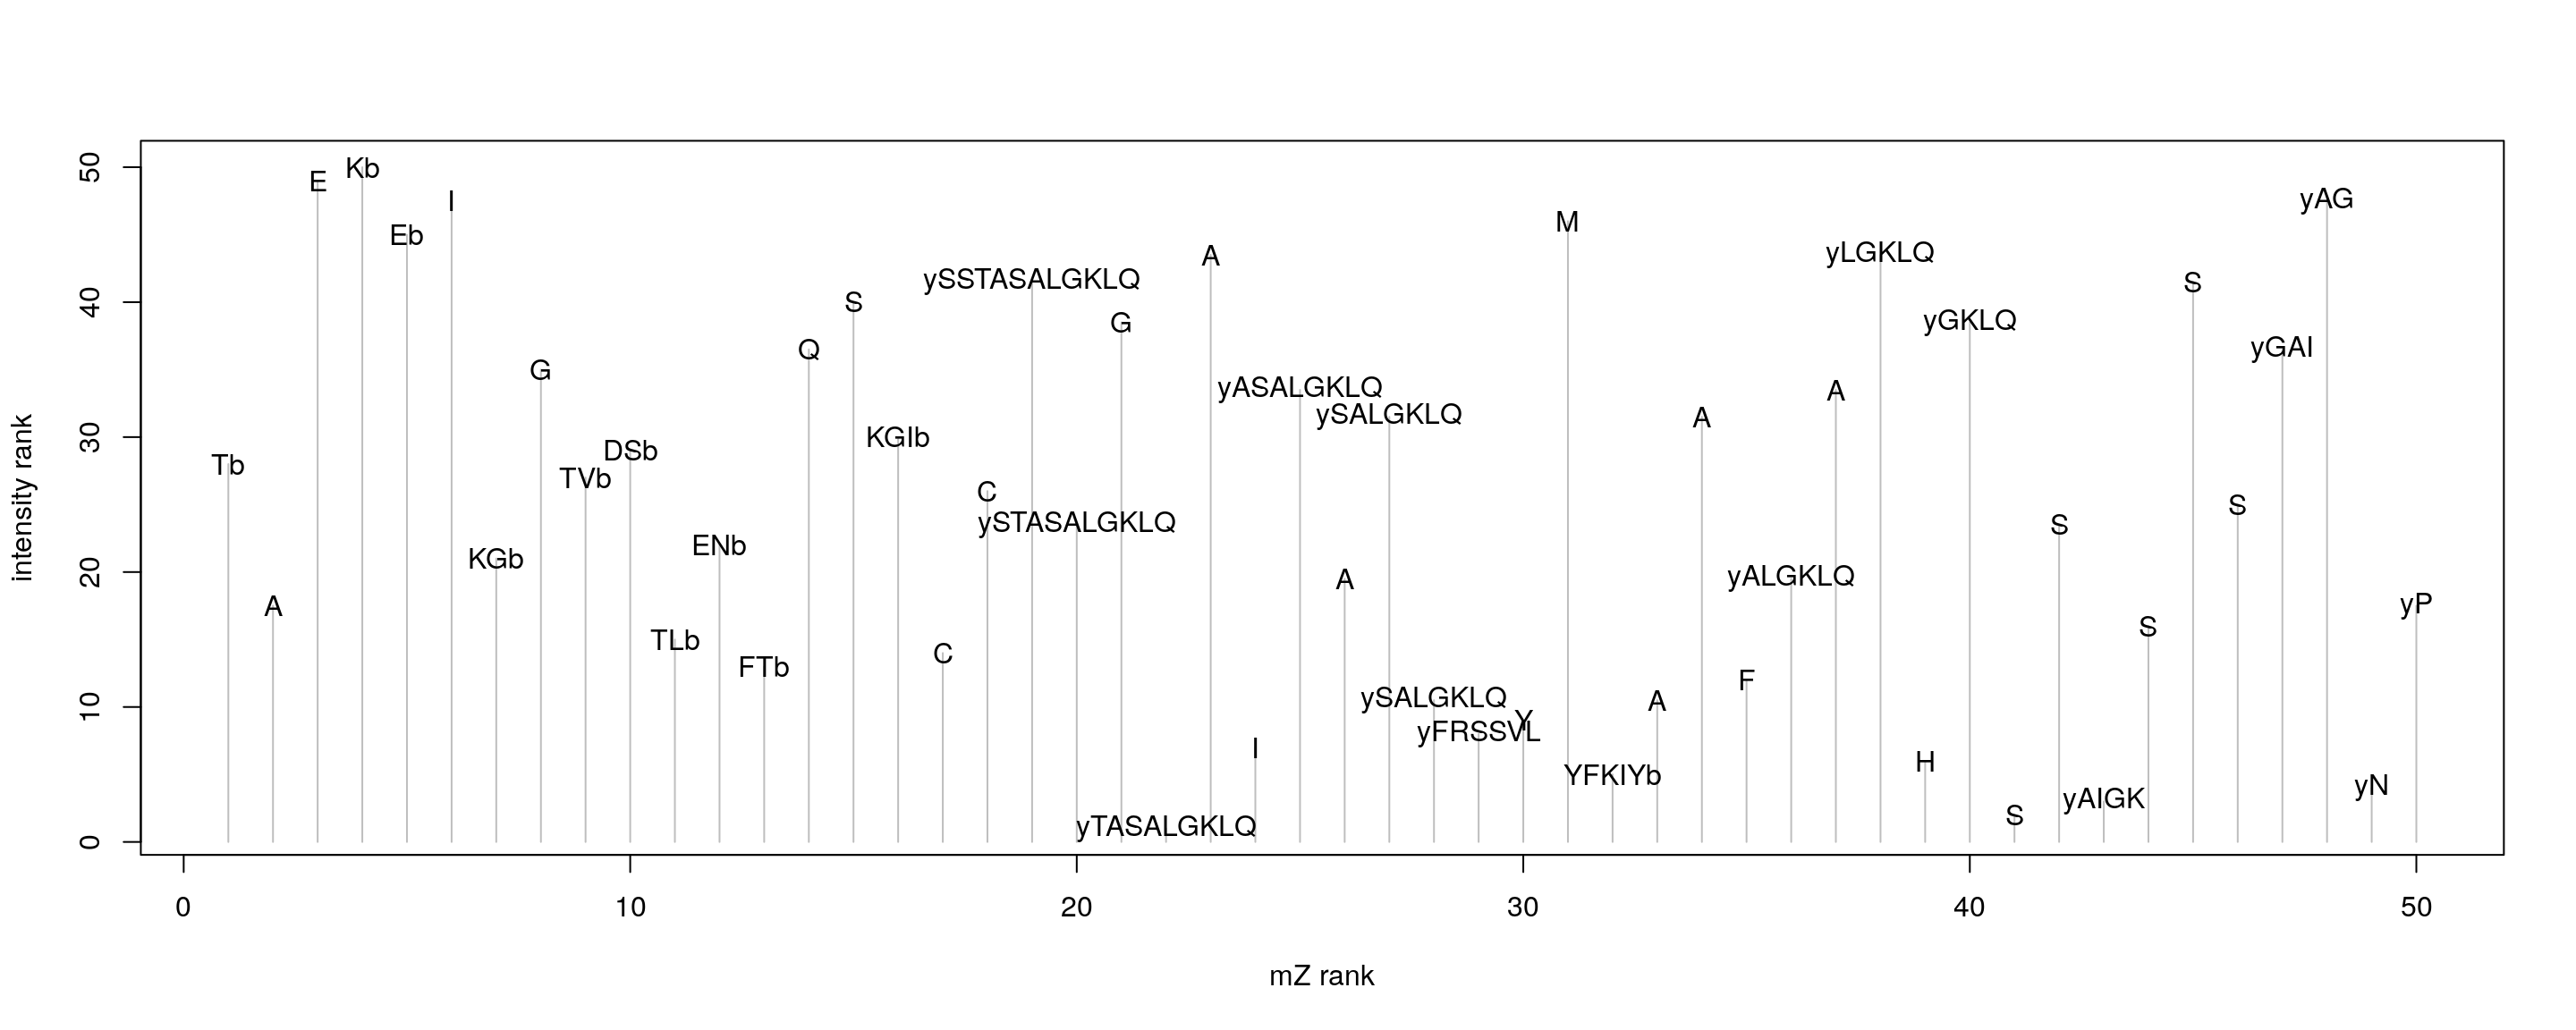 50
40
30
20
10
0
intensity rank
Tb
A
E
Kb
Eb
I
KGb
G
TVb
DSb
TLb
ENb
FTb
Q
S
KGIb
C
C
ySSTASALGKLQ
ySTASALGKLQ
G
yTASALGKLQ
A
I
yASALGKLQ
A
ySALGKLQ
ySALGKLQ
yFRSSVL
Y
M
YFKIYb
A
A
F
yALGKLQ
A
yLGKLQ
H
yGKLQ
S
S
yAIGK
S
S
S
yGAI
yAG
yN
yP
0
10
20
30
40
50
mZ rank